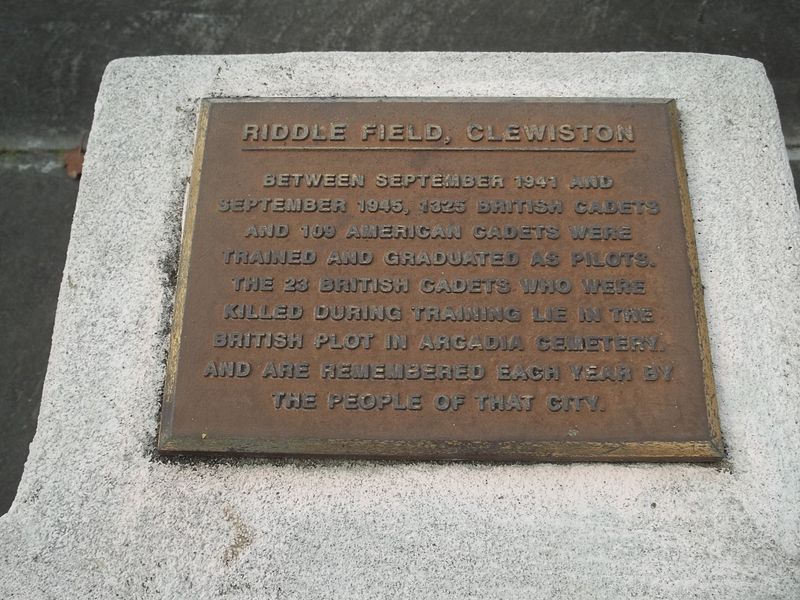 RIDDLE FIELD, CLEWISTON
BETWEEN SEPTEMBER 1941 AND
SEPTEMBER 1945, 1325 BRITISH CADETS
AND 109 AMERICAN CADETS WERE
TRAINED AND GRADUATED AS PILOTS.
THE 23 BRITISH CADETS WHO WERE
KILLED DURING TRAINING LIE IN THE
BRITISH PLOT IN ARCADIA CEMETERY.
AND ARE REMEMBERED EACH YEAR BY
THE PEOPLE OF THAT CITY.